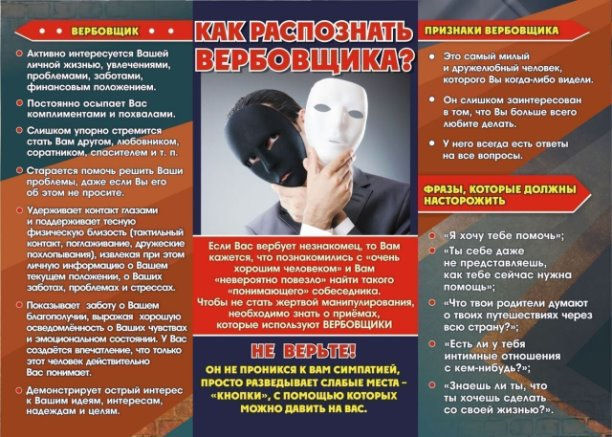 ВЕРБОВЩИК
Активно интересуется Вашей
личной жизнью, увлечениями,
проблемами, заботами,
финансовым положением.
Постоянно осыпает Вас
комплиментами и похвалами.
Слишком упорно стремится
стать Вам другом, любовником,
соратником, спасителем и т. п.
Старается помочь решить Ваши
проблемы, даже если Вы его
об этом не просите.
Удерживает контакт глазами
и поддерживает тесную
физическую близость (тактильный
контакт, поглаживание, дружеские
похлопывания), извлекая при этом
личную информацию о Вашем
текущем положении, о Ваших
заботах, проблемах и стрессах.
Показывает заботу о Вашем
благополучии, выражая хорошую
осведомлённость о Ваших чувствах
и эмоциональном состоянии. У Вас
создаётся впечатление, что только
этот человек действительно
Вас понимает.
Демонстрирует острый интерес
к Вашим идеям, интересам,
надеждам и целям.
КАК РАСПОЗНАТЬ
ВЕРБОВЩИКА?
Если Вас вербует незнакомец, то Вам
кажется, что познакомились с «очень
хорошим человеком» и Вам
«невероятно повезло» найти такого
«понимающего» собеседника.
Чтобы не стать жертвой манипулирования,
необходимо знать о приёмах,
которые используют ВЕРБОВЩИКИ
НЕ ВЕРЬТЕ!
ОН НЕ ПРОНИКСЯ К ВАМ СИМПАТИЕЙ,
ПРОСТО РАЗВЕДЫВАЕТ СЛАБЫЕ МЕСТА –
«КНОПКИ», С ПОМОЩЬЮ КОТОРЫХ
МОЖНО ДАВИТЬ НА ВАС.
ПРИЗНАКИ ВЕРБОВЩИКА
Это самый милый
и дружелюбный человек,
которого Вы когда-либо видели.
Он слишком заинтересован
в том, что Вы больше всего
любите делать.
У него всегда есть ответы
на все вопросы.
ФРАЗЫ, КОТОРЫЕ ДОЛЖНЫ
НАСТОРОЖИТЬ
«Я хочу тебе помочь»;
«Ты себе даже
не представляешь,
как тебе сейчас нужна
помощь»;
«Что твои родители думают
о твоих путешествиях через
всю страну?»;
«Есть ли у тебя
интимные отношения
с кем-нибудь?»;
«Знаешь ли ты, что
ты хочешь сделать
со своей жизнью?».